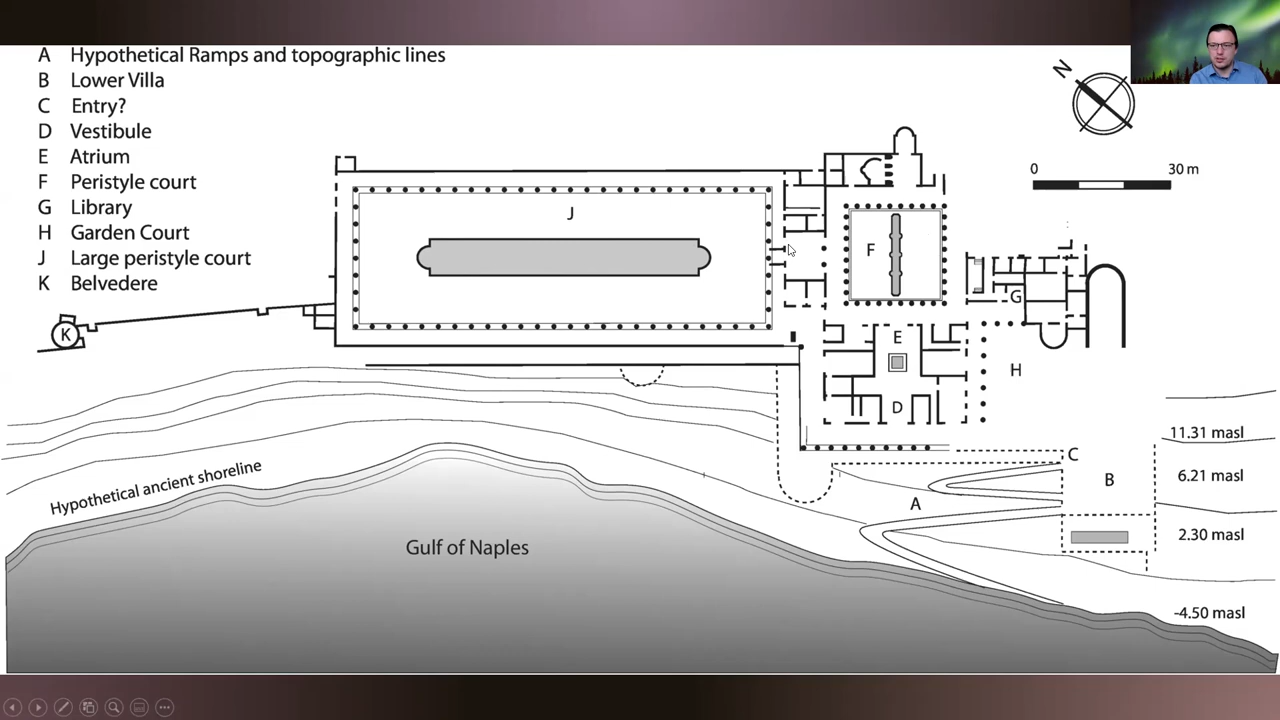 A Hypothetical Ramps and topographic lines
B Lower Villa
C Entry?
D Vestibule
E Atrium
F Peristyle court
G Library
H Garden Court
J Large peristyle court
K Belvedere
N
0 30 m
J
F
G
K
E
H
D
11.31 masl
C
Hypothetical ancient shoreline
B
6.21 masl
A
2.30 masl
Gulf of Naples
-4.50 masl